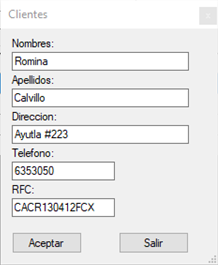 Clientes
Nombres:
Romina
Apellidos:
Calvillo
Direccion:
Ayutla #223
Telefono:
6353050
RFC:
CACR130412FCX
Aceptar Salir